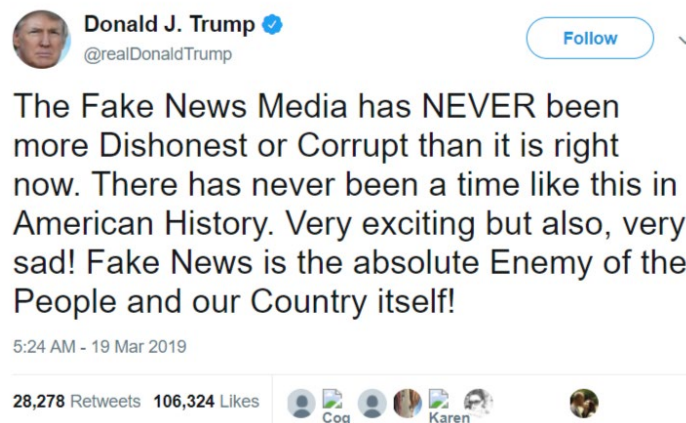 Donald J. Trump
Follow
@realDonaldTrump
The Fake News Media has NEVER been
more Dishonest or Corrupt than it is right
now. There has never been a time like this in
American History. Very exciting but also, very
sad! Fake News is the absolute Enemy of the
People and our Country itself!
5:24 AM - 19 Mar 2019
28,278 Retweets 106,324 Likes
Cog
Karen